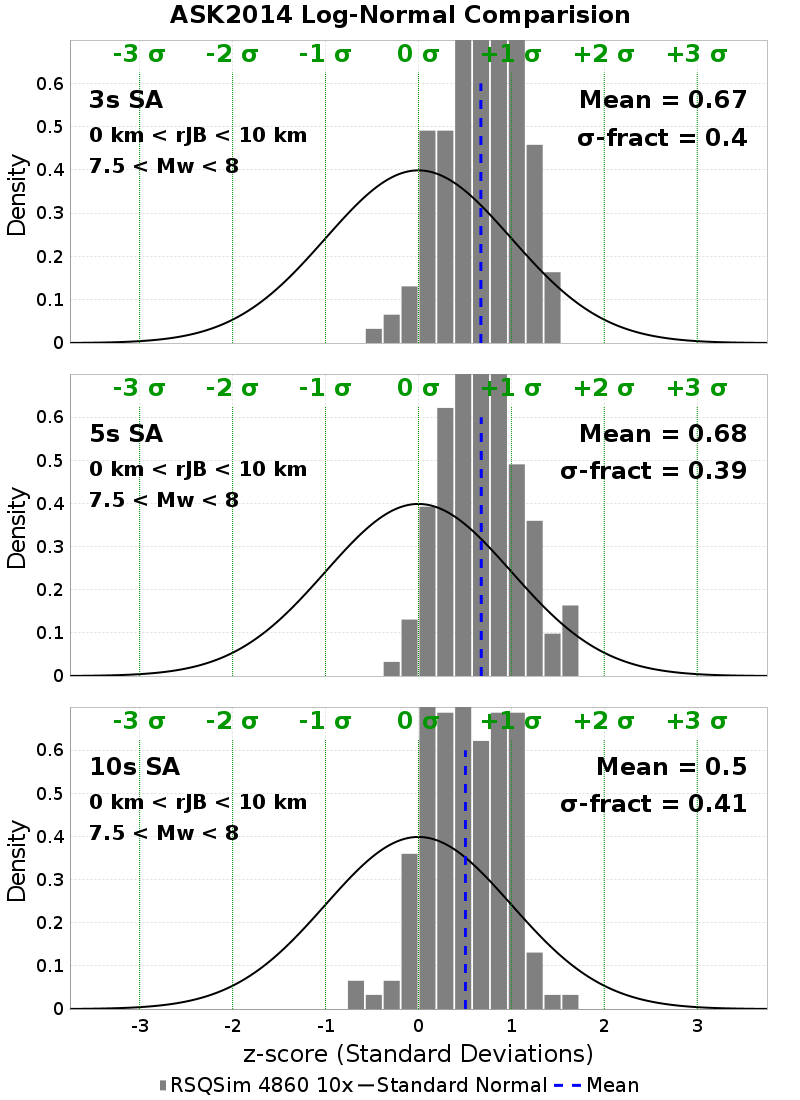 ASK2014 Log-Normal Comparision
-3 σ -2 σ -1 σ 0 σ +1 σ +2 σ +3 σ
3s SA
0 km < rJB < 10 km
7.5 < Mw < 8
Mean = 0.67
σ-fract = 0.4
Density
0.6
0.5
0.4
0.3
0.2
0.1
0
-3 σ -2 σ -1 σ 0 σ +1 σ +2 σ +3 σ
5s SA
0 km < rJB < 10 km
7.5 < Mw < 8
Mean = 0.68
σ-fract = 0.39
Density
0.6
0.5
0.4
0.3
0.2
0.1
0
-3 σ -2 σ -1 σ 0 σ +1 σ +2 σ +3 σ
10s SA
0 km < rJB < 10 km
7.5 < Mw < 8
Mean = 0.5
σ-fract = 0.41
Density
0.6
0.5
0.4
0.3
0.2
0.1
0
-3 -2 -1 0 1 2 3
z-score (Standard Deviations)
RSQSim 4860 10x Standard Normal Mean